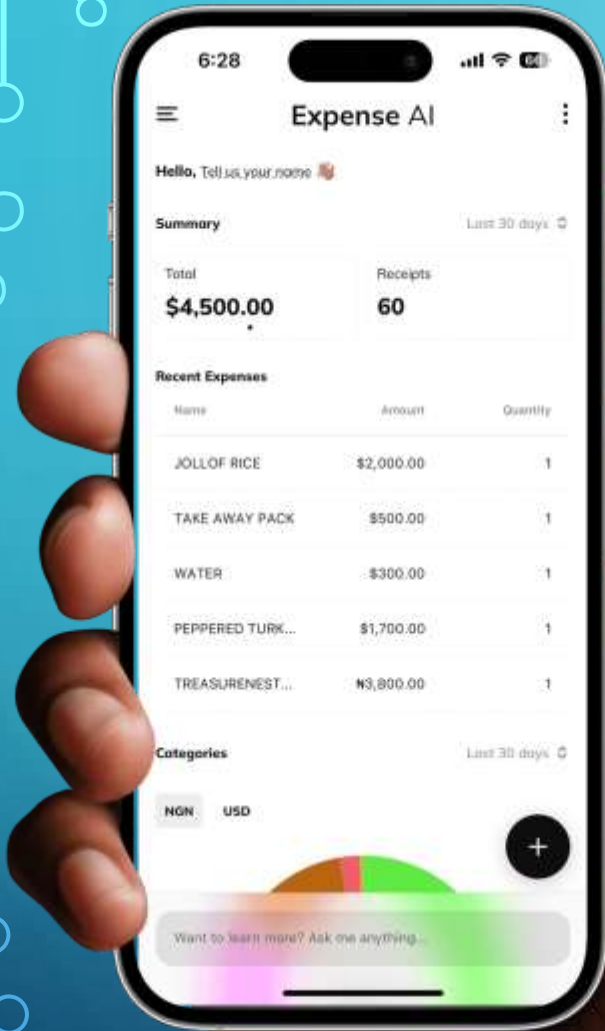 6:28
Expense AI
Hello, Tell us your name 👋🏽
Summary Last 30 days
Total Receipts
$4,500.00 60
Recent Expenses
Name Amount Quantity
JOLLOF RICE $2,000.00 1
TAKE AWAY PACK $500.00 1
WATER $300.00 1
PEPPERED TURK... $1,700.00 1
TREASURENEST... ₦3,800.00 1
Categories Last 30 days
NGN USD
+
Want to learn more? Ask me anything...